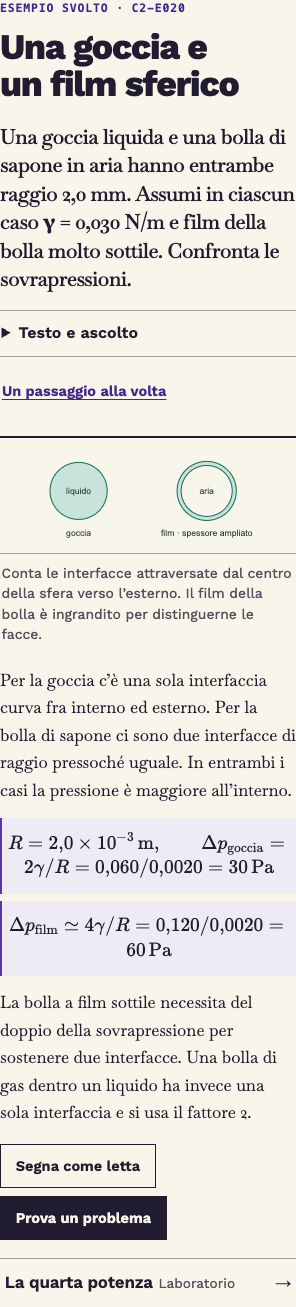 ESEMPIO SVOLTO · C2—E020
Una goccia e
un film sferico
Una goccia liquida e una bolla di
sapone in aria hanno entrambe
raggio 2,0 mm. Assumi in ciascun
caso γ = 0,030 N/m e film della
bolla molto sottile. Confronta le
sovrapressioni.
▶ Testo e ascolto
Un passaggio alla volta
liquido
aria
goccia
film · spessore ampliato
Conta le interfacce attraversate dal centro
della sfera verso l’esterno. Il film della
bolla è ingrandito per distinguerne le
facce.
Per la goccia c’è una sola interfaccia
curva fra interno ed esterno. Per la
bolla di sapone ci sono due interfacce di
raggio pressoché uguale. In entrambi i
casi la pressione è maggiore all’interno.
R = 2,0 × 10⁻³ m, Δp_goccia =
2γ/R = 0,060/0,0020 = 30 Pa
Δp_film ≃ 4γ/R = 0,120/0,0020 =
60 Pa
La bolla a film sottile necessita del
doppio della sovrapressione per
sostenere due interfacce. Una bolla di
gas dentro un liquido ha invece una
sola interfaccia e si usa il fattore 2.
Segna come letta
Prova un problema
La quarta potenza Laboratorio →